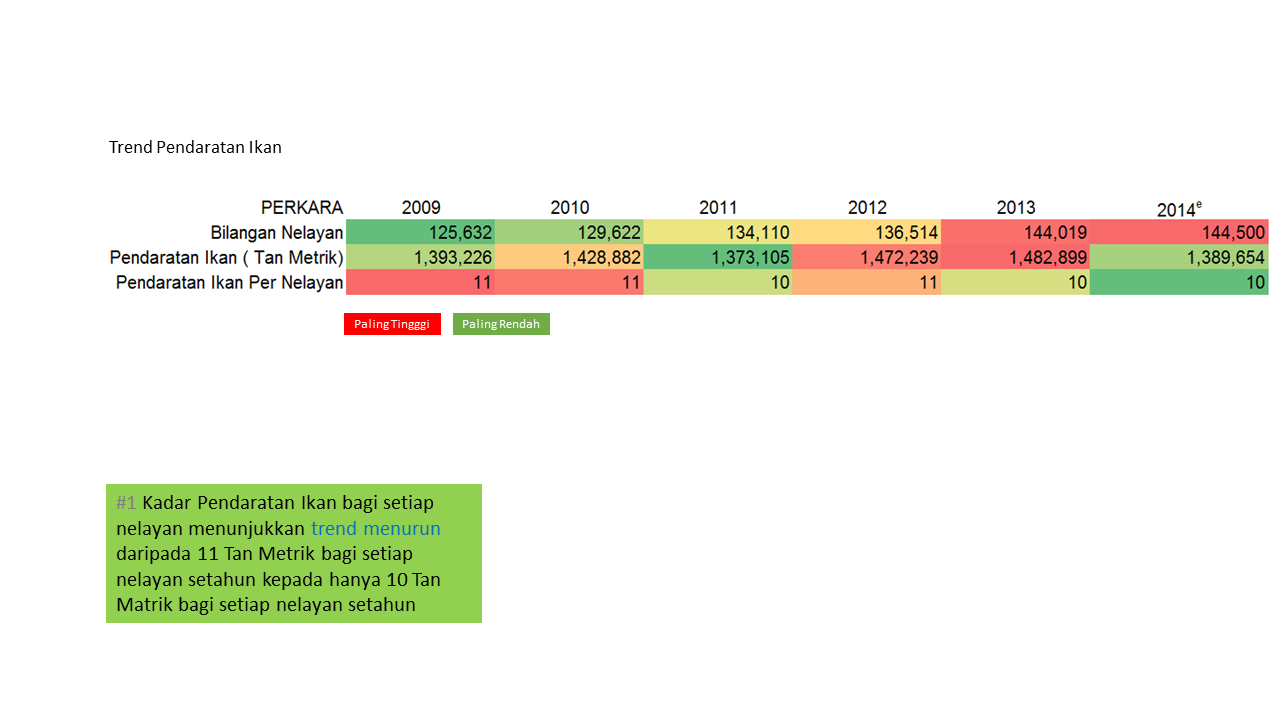 Trend Pendaratan Ikan
PERKARA 2009 2010 2011 2012 2013 2014ᵉ
Bilangan Nelayan 125,632 129,622 134,110 136,514 144,019 144,500
Pendaratan Ikan ( Tan Metrik) 1,393,226 1,428,882 1,373,105 1,472,239 1,482,899 1,389,654
Pendaratan Ikan Per Nelayan 11 11 10 11 10 10
Paling Tingggi Paling Rendah
#1 Kadar Pendaratan Ikan bagi setiap
nelayan menunjukkan trend menurun
daripada 11 Tan Metrik bagi setiap
nelayan setahun kepada hanya 10 Tan
Matrik bagi setiap nelayan setahun